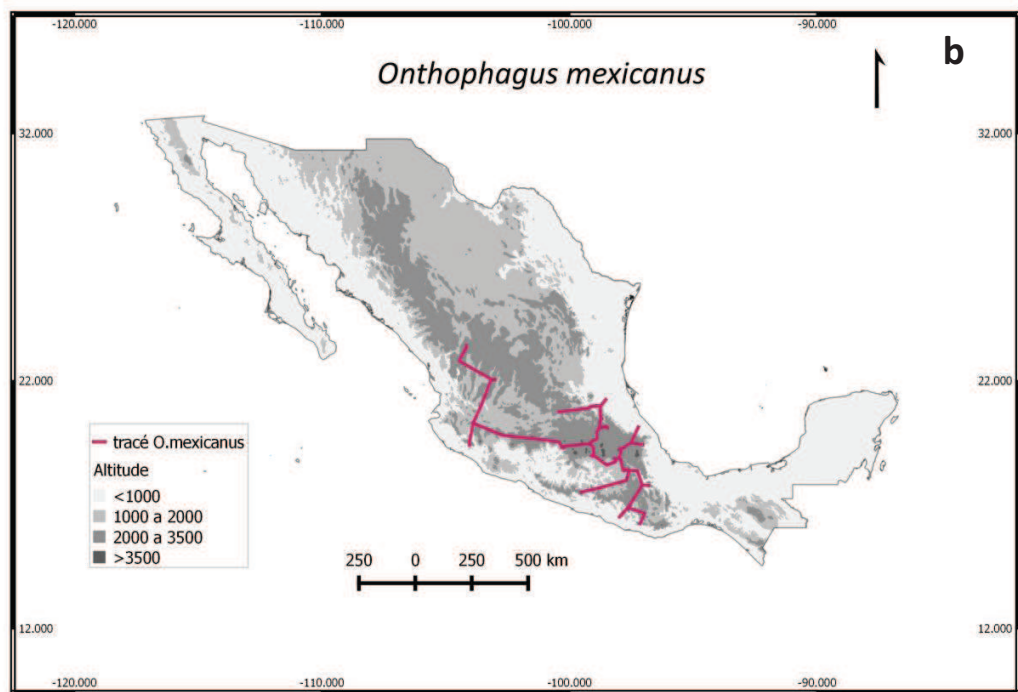 -120.000 -110.000 -100.000 -90.000
b
Onthophagus mexicanus
32.000 32.000
22.000 22.000
tracé O.mexicanus
Altitude
<1000
1000 a 2000
2000 a 3500
>3500
250 0 250 500 km
12.000 12.000
-120.000 -110.000 -100.000 -90.000